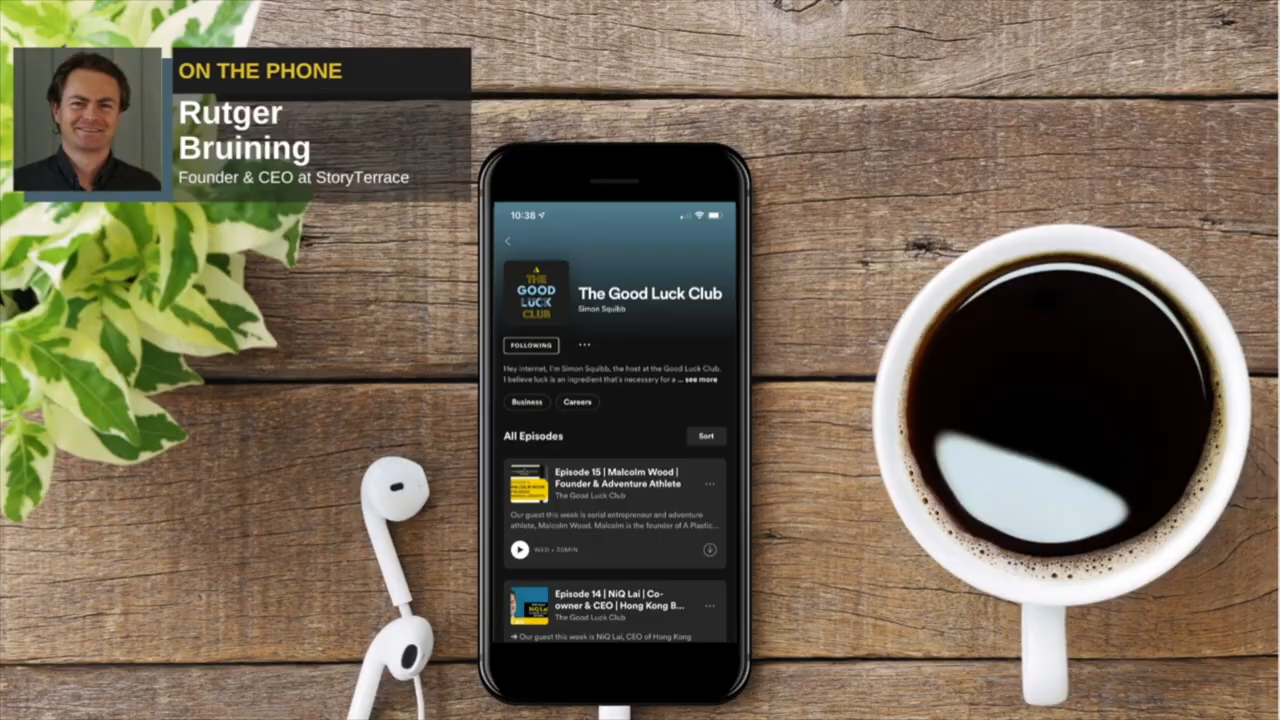 ON THE PHONE
Rutger
Bruining
Founder & CEO at StoryTerrace
10:38
THE
GOOD
LUCK
CLUB
The Good Luck Club
Simon Squibb
FOLLOWING
Hey internet, I'm Simon Squibb, the host at the Good Luck Club.
I believe luck is an ingredient that's necessary for a ... see more
Business
Careers
All Episodes
Sort
Episode 15 | Malcolm Wood |
Founder & Adventure Athlete
The Good Luck Club
Our guest this week is serial entrepreneur and adventure
athlete, Malcolm Wood. Malcolm is the founder of A Plastic...
WED • 30MIN
Episode 14 | NiQ Lai | Co-
owner & CEO | Hong Kong B...
The Good Luck Club
➔ Our guest this week is NiQ Lai, CEO of Hong Kong